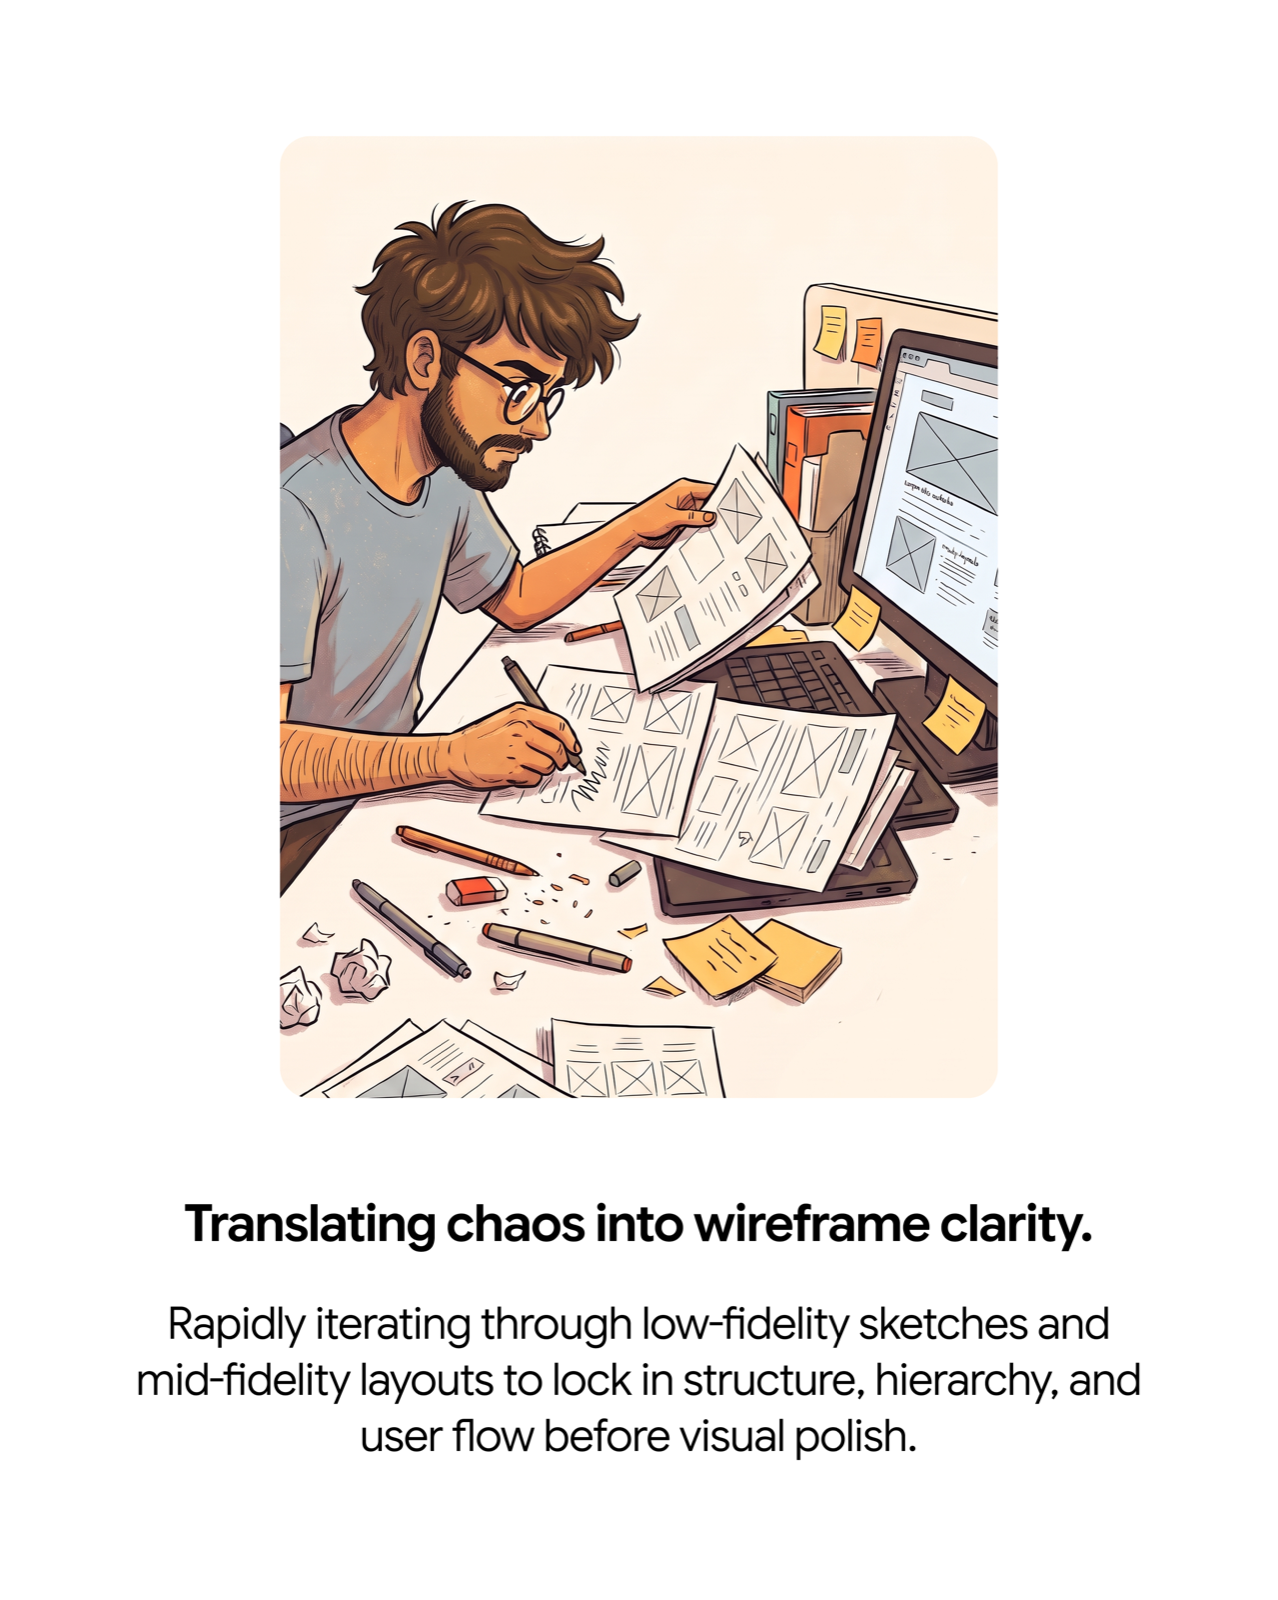 Translating chaos into wireframe clarity.
Rapidly iterating through low-fidelity sketches and
mid-fidelity layouts to lock in structure, hierarchy, and
user flow before visual polish.